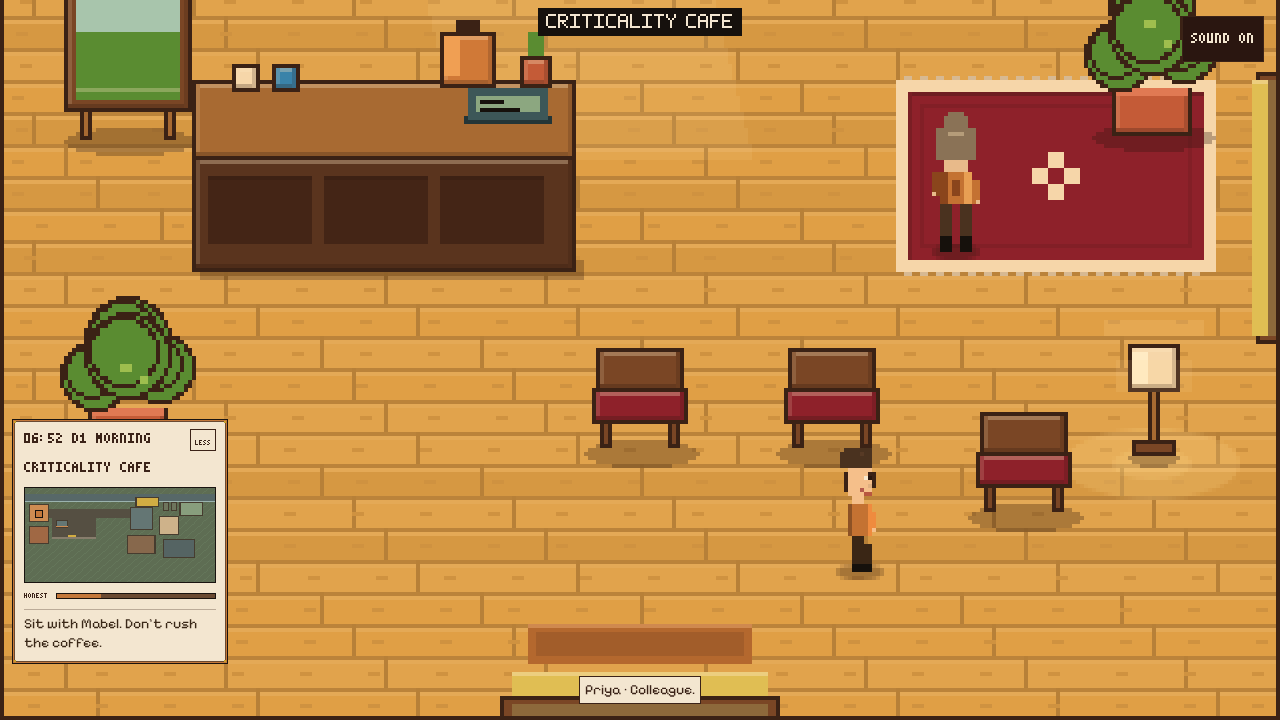 CRITICALITY CAFE
SOUND ON
06:52 D1 MORNING
LESS
CRITICALITY CAFE
HONEST
Sit with Mabel. Don't rush
the coffee.
Priya · Colleague.